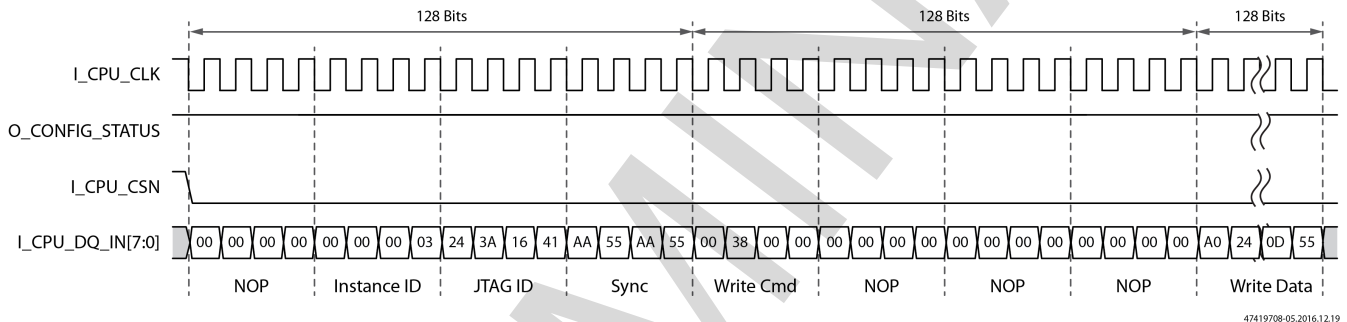 128 Bits 128 Bits 128 Bits
I_CPU_CLK
O_CONFIG_STATUS
I_CPU_CSN
I_CPU_DQ_IN[7:0] 00 00 00 00 00 00 00 03 24 3A 16 41 AA 55 AA 55 00 38 00 00 00 00 00 00 00 00 00 00 00 00 00 00 A0 24 0D 55
NOP Instance ID JTAG ID Sync Write Cmd NOP NOP NOP Write Data
47419708-05.2016.12.19